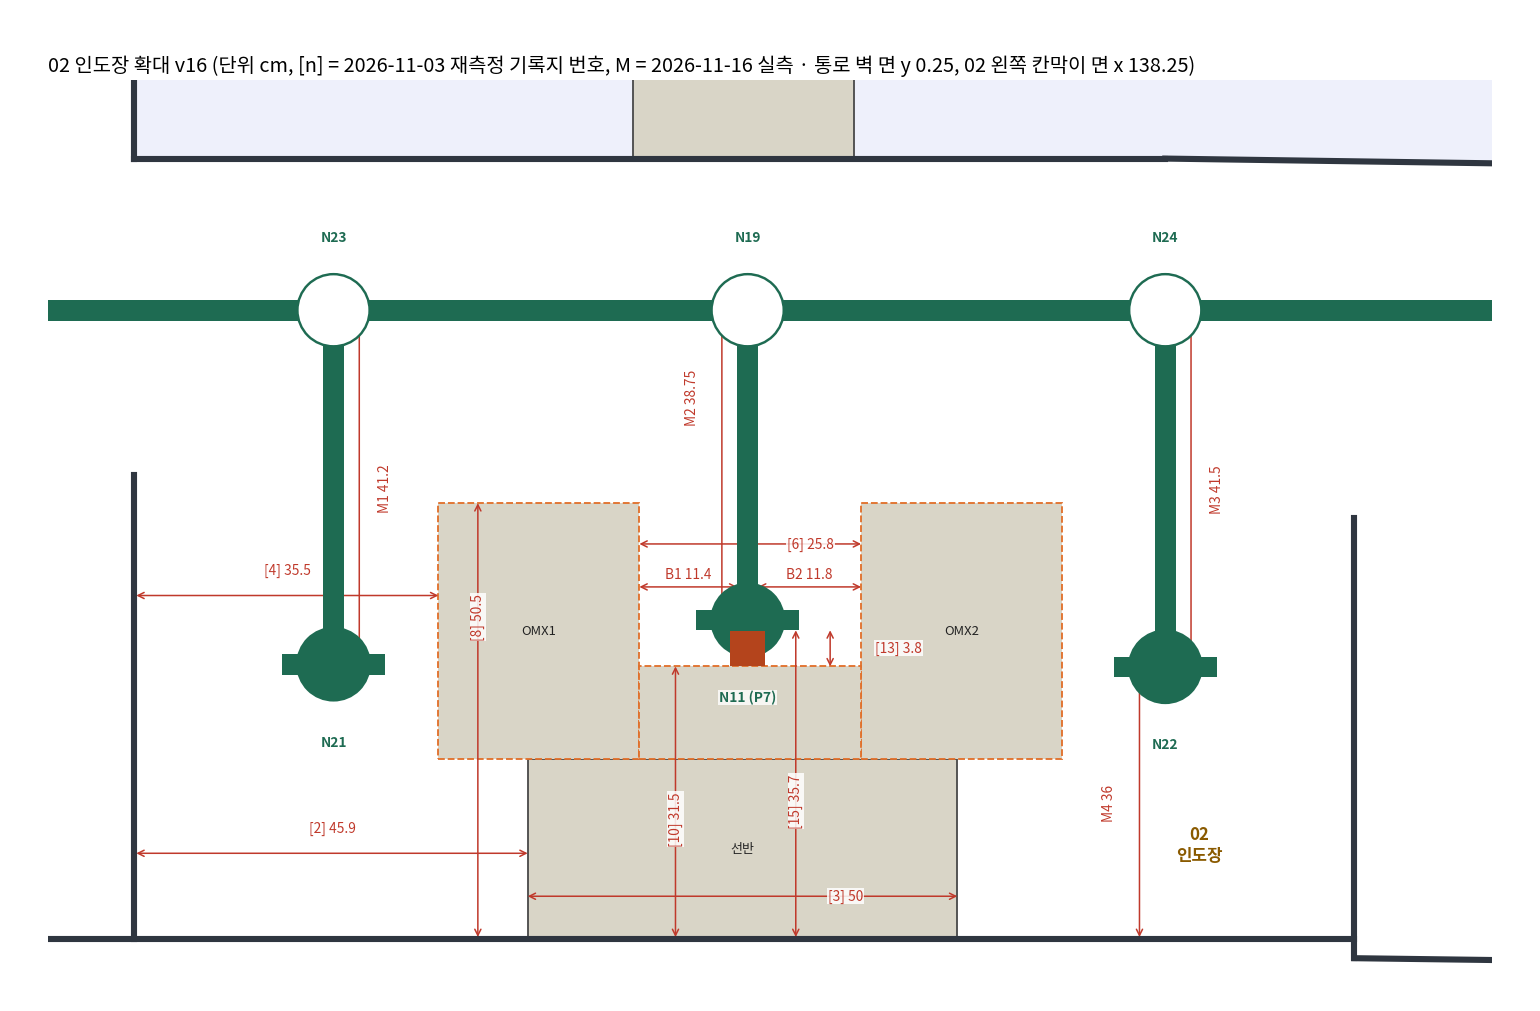 02 인도장 확대 v16 (단위 cm, [n] = 2026-11-03 재측정 기록지 번호, M = 2026-11-16 실측 · 통로 벽 면 y 0.25, 02 왼쪽 칸막이 면 x 138.25)
N23
N19
N24
M2 38.75
M1 41.2
M3 41.5
[6] 25.8
[4] 35.5
B1 11.4
B2 11.8
[8] 50.5
OMX1
OMX2
[13] 3.8
N11 (P7)
N21
N22
[10] 31.5
[15] 35.7
M4 36
[2] 45.9
02
인도장
선반
[3] 50